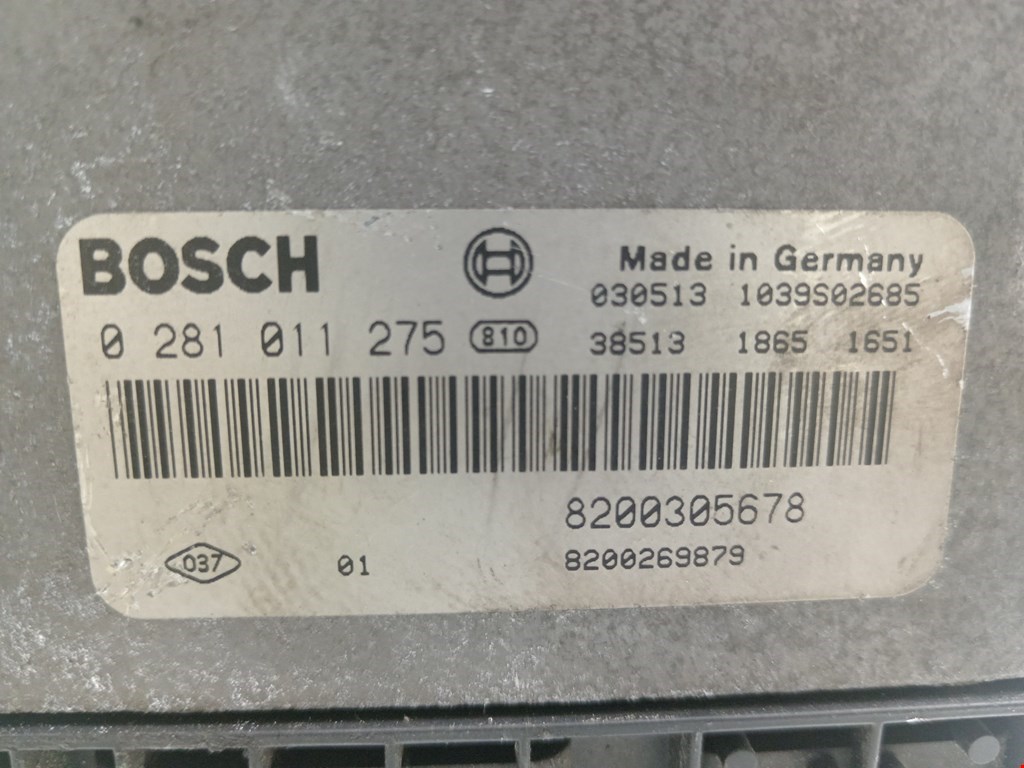 BOSCH
Made in Germany
030513 1039S02685
0 281 011 275 810
38513 1865 1651
8200305678
037 01
8200269879